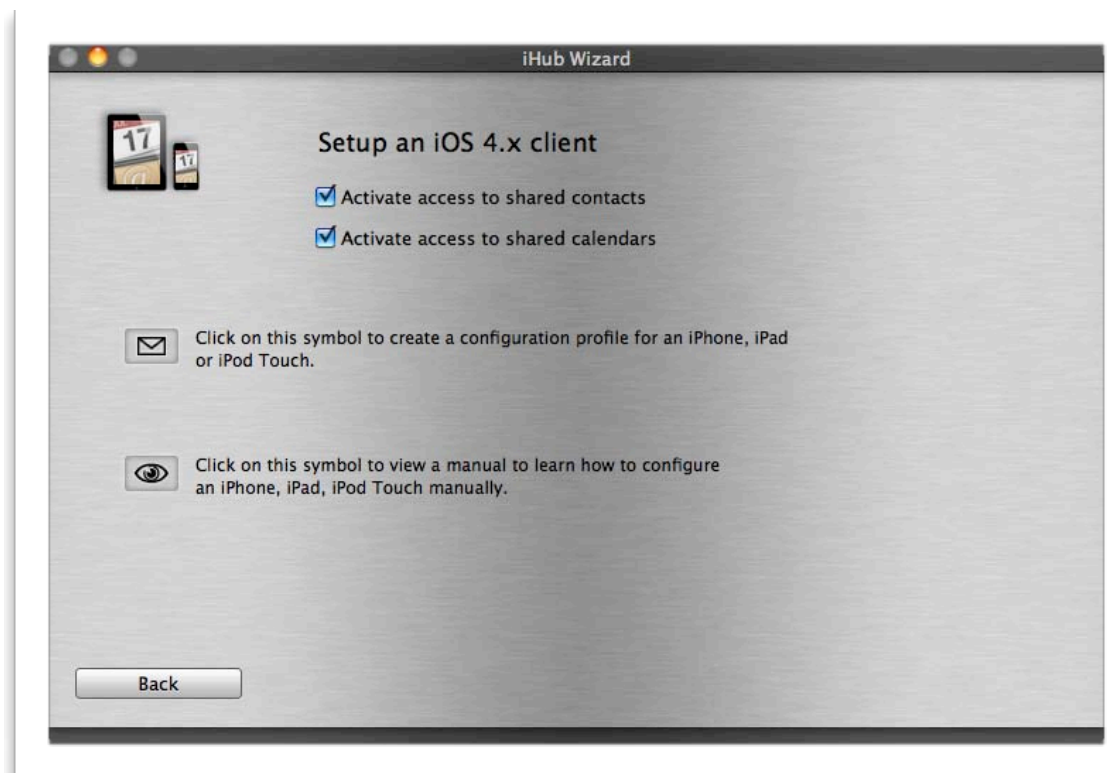 iHub Wizard
17
17
Setup an iOS 4.x client
Activate access to shared contacts
Activate access to shared calendars
Click on this symbol to create a configuration profile for an iPhone, iPad
or iPod Touch.
Click on this symbol to view a manual to learn how to configure
an iPhone, iPad, iPod Touch manually.
Back